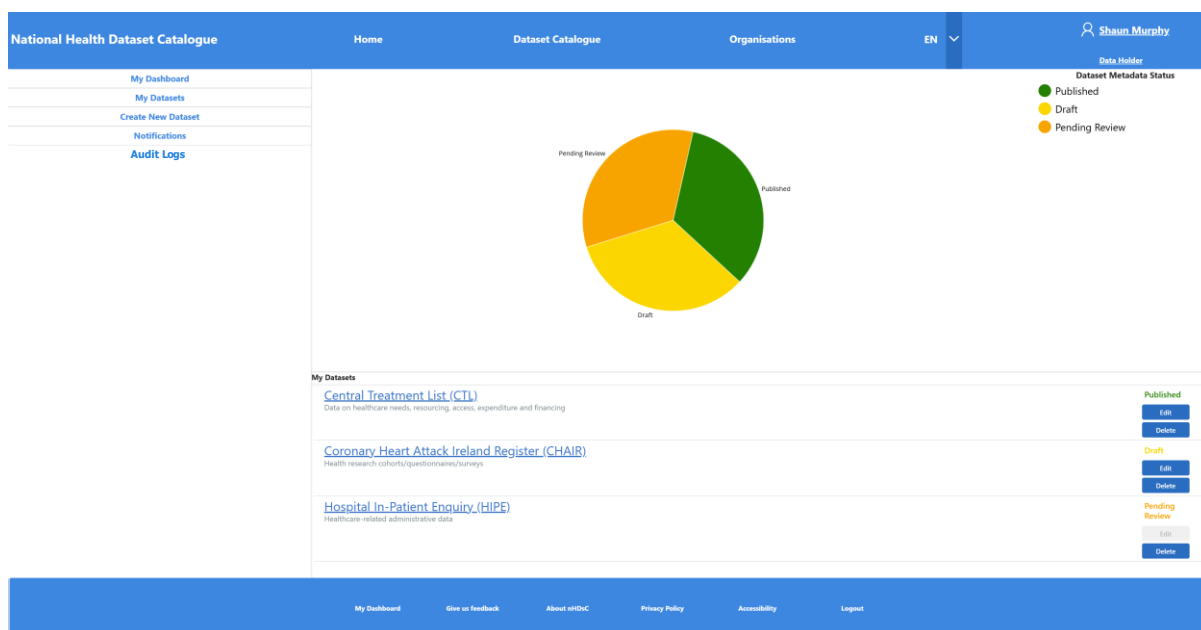 National Health Dataset Catalogue
Home
Dataset Catalogue
Organisations
EN
Shaun Murphy
Data Holder
My Dashboard
My Datasets
Create New Dataset
Notifications
Audit Logs
Dataset Metadata Status
Published
Draft
Pending Review
Pending Review
Published
Draft
My Datasets
Central Treatment List (CTL)
Data on healthcare needs, resourcing, access, expenditure and financing
Published
Edit
Delete
Coronary Heart Attack Ireland Register (CHAIR)
Health research cohorts/questionnaires/surveys
Draft
Edit
Delete
Hospital In-Patient Enquiry (HIPE)
Healthcare-related administrative data
Pending
Review
Edit
Delete
My Dashboard
Give us feedback
About nHDsC
Privacy Policy
Accessibility
Logout